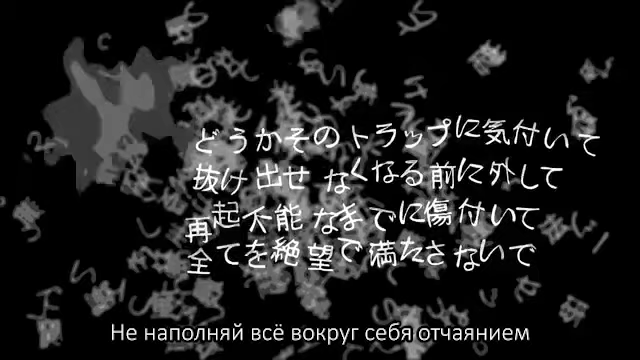 どうかそのトラップに気付いて
抜け出せなくなる前に外して
再起不能なまでに傷付いて
全てを絶望で満たさないで
Не наполняй всё вокруг себя отчаянием